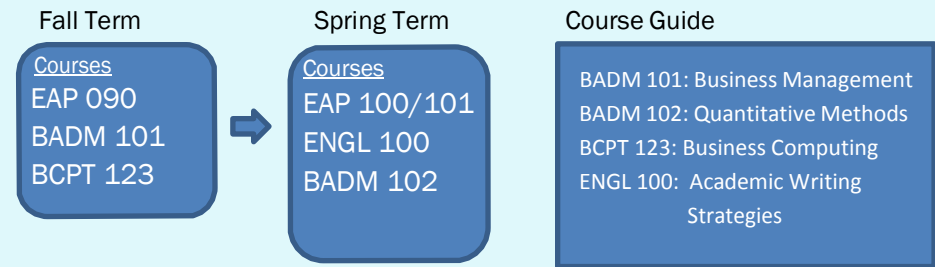 Fall Term
Courses
EAP 090
BADM 101
BCPT 123
Spring Term
Courses
EAP 100/101
ENGL 100
BADM 102
Course Guide
BADM 101: Business Management
BADM 102: Quantitative Methods
BCPT 123: Business Computing
ENGL 100: Academic Writing
Strategies